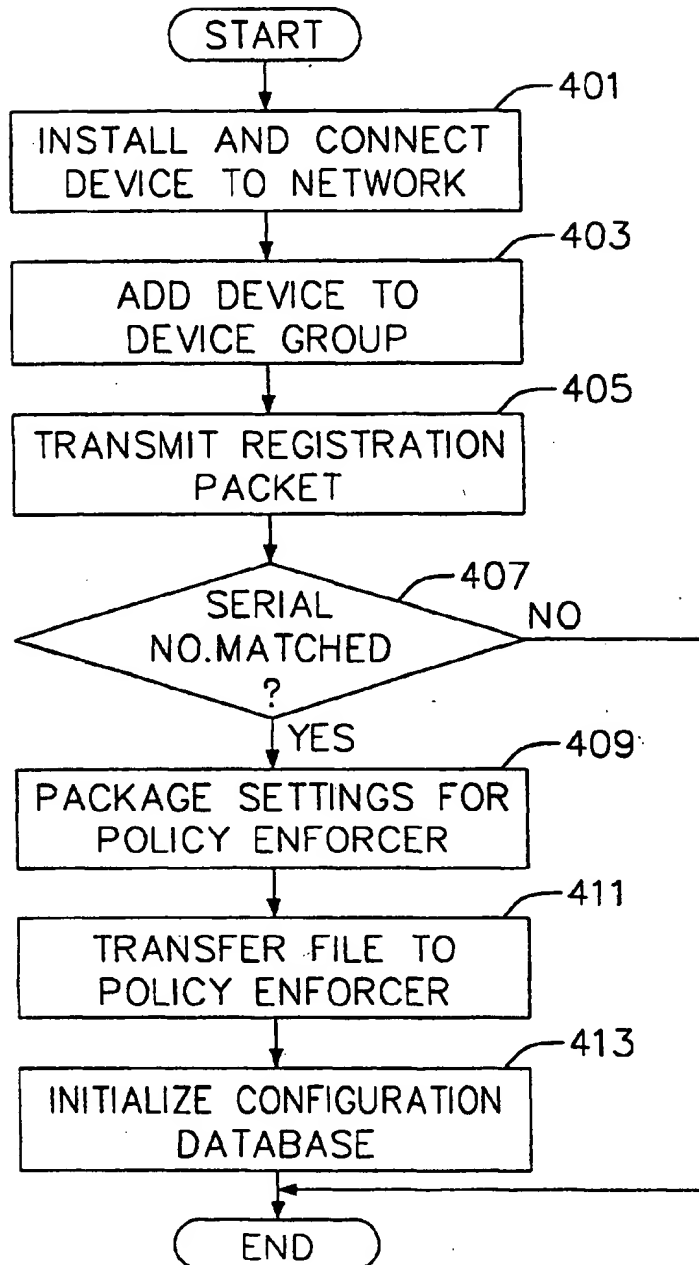 START
401
INSTALL AND CONNECT
DEVICE TO NETWORK
403
ADD DEVICE TO
DEVICE GROUP
405
TRANSMIT REGISTRATION
PACKET
407
SERIAL
NO.MATCHED
?
NO
YES
409
PACKAGE SETTINGS FOR
POLICY ENFORCER
411
TRANSFER FILE TO
POLICY ENFORCER
413
INITIALIZE CONFIGURATION
DATABASE
END